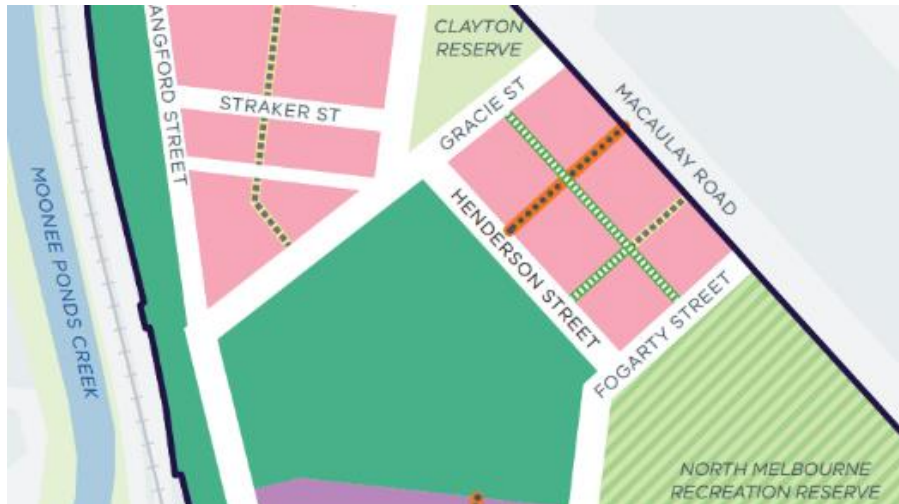 ANGFORD STREET
CLAYTON
RESERVE
STRAKER ST
GRACIE ST
MACAULAY ROAD
MOONEE PONDS CREEK
HENDERSON STREET
FOGARTY STREET
NORTH MELBOURNE
RECREATION RESERVE